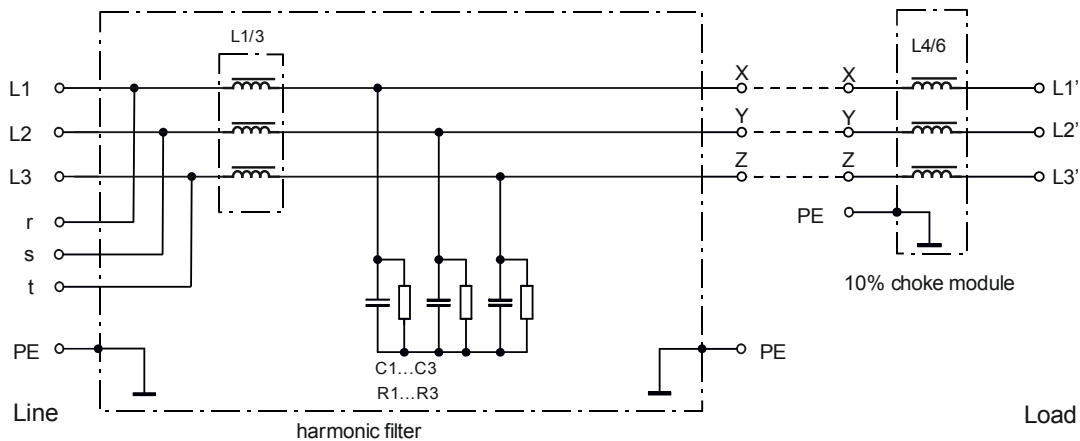 L1/3
L4/6
L1
X
X
L1’
L2
Y
Y
L2’
L3
Z
Z
L3’
r
PE
s
t
10% choke module
PE
PE
C1...C3
R1...R3
Line
Load
harmonic filter